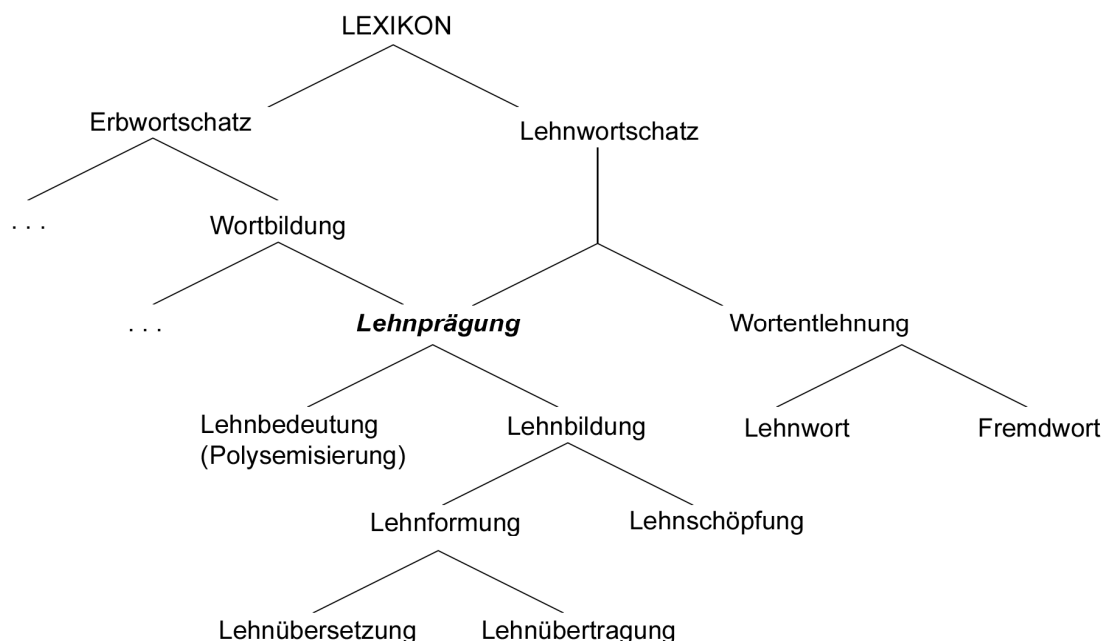 LEXIKON
Erbwortschatz
Lehnwortschatz
. . .
Wortbildung
. . .
Lehnprägung
Wortentlehnung
Lehnbedeutung
(Polysemisierung)
Lehnbildung
Lehnwort
Fremdwort
Lehnformung
Lehnschöpfung
Lehnübersetzung
Lehnübertragung